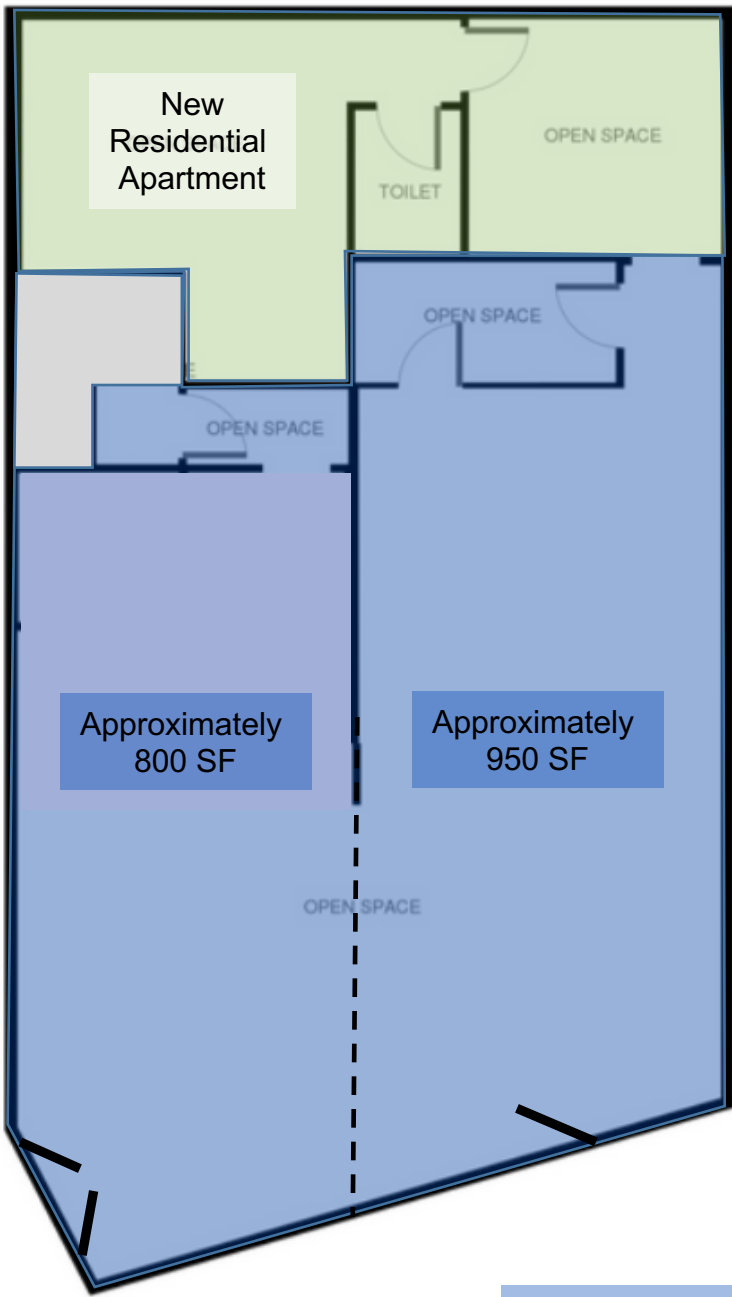 New
Residential
Apartment
OPEN SPACE
TOILET
OPEN SPACE
OPEN SPACE
Approximately
800 SF
Approximately
950 SF
OPEN SPACE